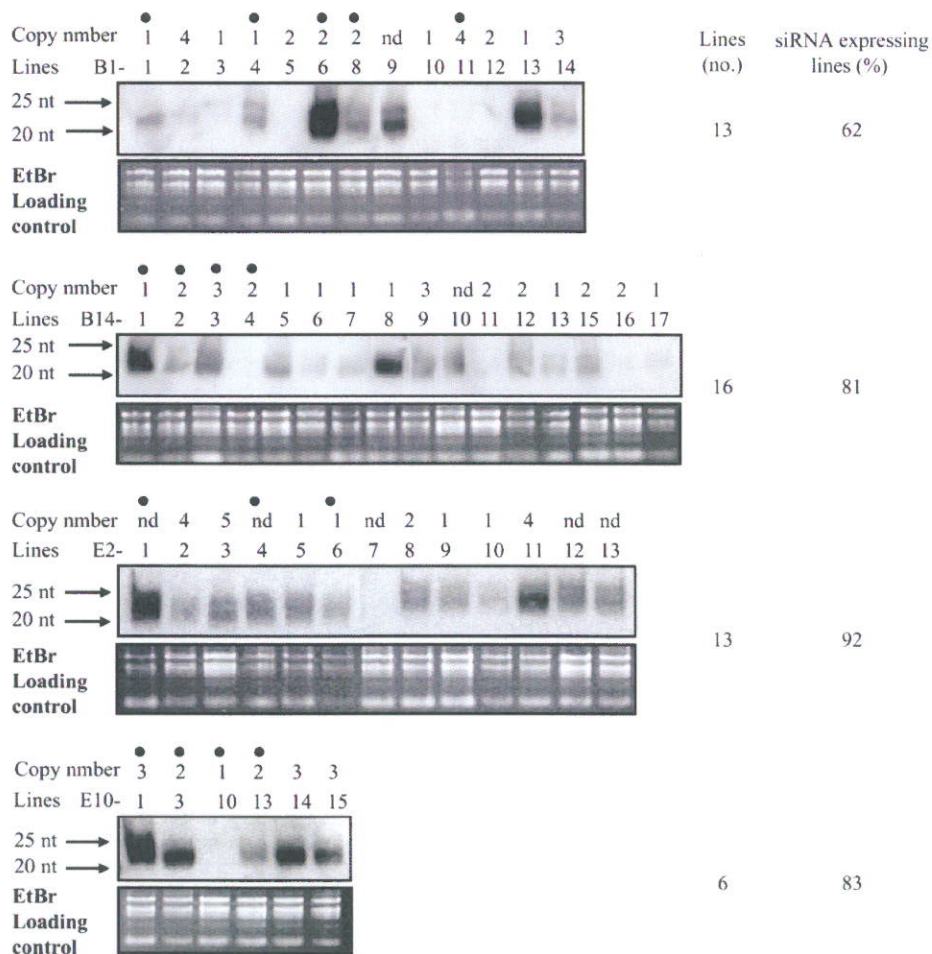 Copy nmber 1 4 1 1 2 2 2 nd 1 4 2 1 3 Lines siRNA expressing
Lines B1- 1 2 3 4 5 6 8 9 10 11 12 13 14 (no.) lines (%)
25 nt
20 nt 13 62
EtBr
Loading
control
Copy nmber 1 2 3 2 1 1 1 1 3 nd 2 2 1 2 2 1
Lines B14- 1 2 3 4 5 6 7 8 9 10 11 12 13 15 16 17
25 nt
20 nt
16 81
EtBr
Loading
control
Copy nmber nd 4 5 nd 1 1 nd 2 1 1 4 nd nd
Lines E2- 1 2 3 4 5 6 7 8 9 10 11 12 13
25 nt
20 nt
13 92
EtBr
Loading
control
Copy nmber 3 2 1 2 3 3
Lines E10- 1 3 10 13 14 15
25 nt
20 nt
6 83
EtBr
Loading
control